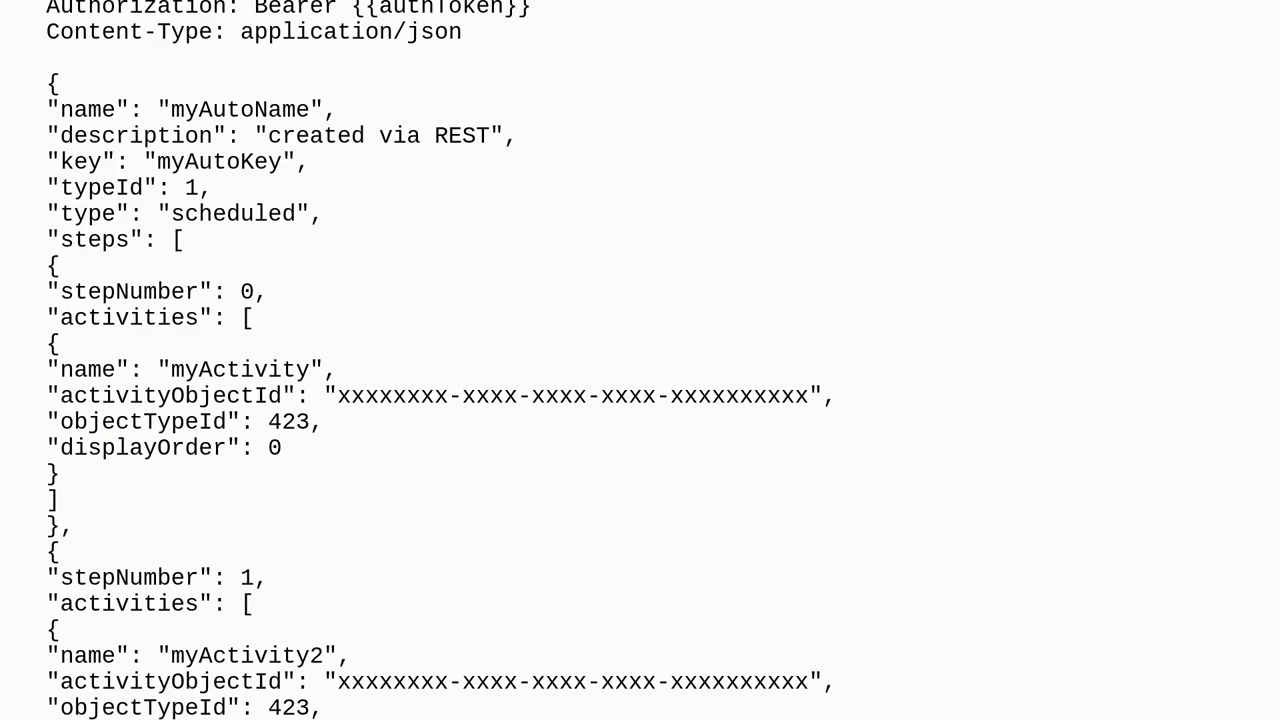 Authorization: Bearer {{authToken}}
Content-Type: application/json
{
"name": "myAutoName",
"description": "created via REST",
"key": "myAutoKey",
"typeId": 1,
"type": "scheduled",
"steps": [
{
"stepNumber": 0,
"activities": [
{
"name": "myActivity",
"activityObjectId": "xxxxxxxx-xxxx-xxxx-xxxx-xxxxxxxxxx",
"objectTypeId": 423,
"displayOrder": 0
}
]
},
{
"stepNumber": 1,
"activities": [
{
"name": "myActivity2",
"activityObjectId": "xxxxxxxx-xxxx-xxxx-xxxx-xxxxxxxxxx",
"objectTypeId": 423,